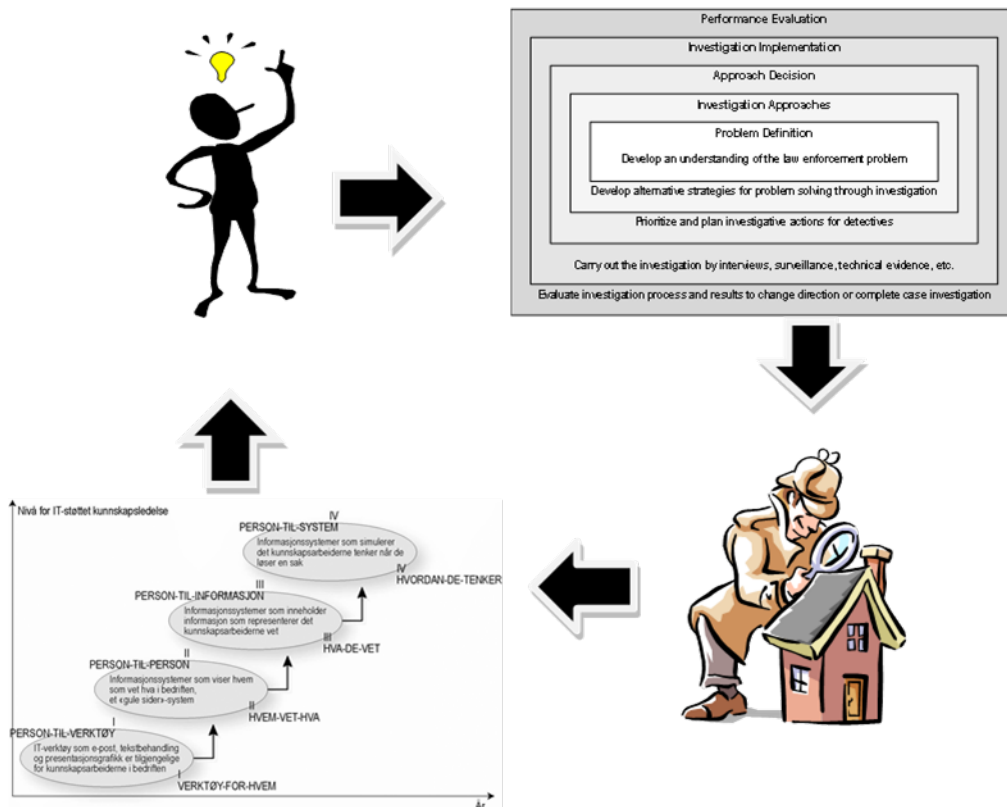 Performance Evaluation
Investigation Implementation
Approach Decision
Investigation Approaches
Problem Definition
Develop an understanding of the law enforcement problem
Develop alternative strategies for problem solving through investigation
Prioritize and plan investigative actions for detectives
Carry out the investigation by interviews, surveillance, technical evidence, etc.
Evaluate investigation process and results to change direction or complete case investigation
Nivå for IT-støttet kunnskapsledelse
IV
PERSON-TIL-SYSTEM
Informasjonssystemer som simulerer
det kunnskapsarbeiderne tenker når de
løser en sak
IV
HVORDAN-DE-TENKER
III
PERSON-TIL-INFORMASJON
Informasjonssystemer som inneholder
informasjon som representerer det
kunnskapsarbeiderne vet
III
HVA-DE-VET
II
PERSON-TIL-PERSON
Informasjonssystemer som viser hvem
som vet hva i bedriften,
et «gule sider»-system
II
HVEM-VET-HVA
I
PERSON-TIL-VERKTØY
IT-verktøy som e-post, tekstbehandling
og presentasjonsgrafikk er tilgjengelige
for kunnskapsarbeiderne i bedriften
I
VERKTØY-FOR-HVEM
År